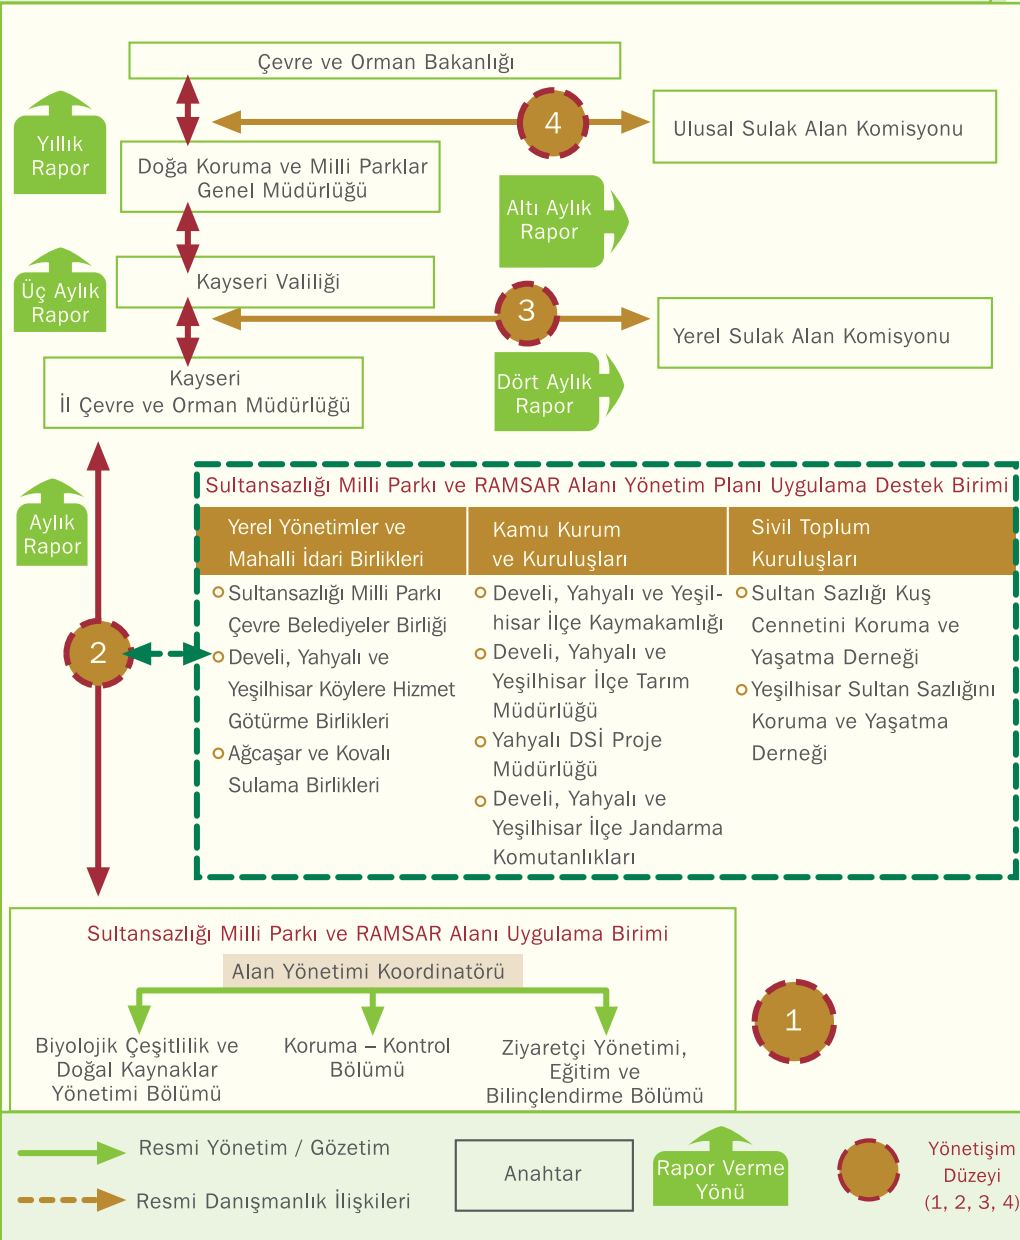 Çevre ve Orman Bakanlığı
Yıllık
Rapor
4
Ulusal Sulak Alan Komisyonu
Doğa Koruma ve Milli Parklar
Genel Müdürlüğü
Altı Aylık
Rapor
Üç Aylık
Rapor
Kayseri Valiliği
3
Yerel Sulak Alan Komisyonu
Kayseri
İl Çevre ve Orman Müdürlüğü
Dört Aylık
Rapor
Aylık
Rapor
2
Sultansazlığı Milli Parkı ve RAMSAR Alanı Yönetim Planı Uygulama Destek Birimi
Yerel Yönetimler ve
Mahalli İdari Birlikleri
Sultansazlığı Milli Parkı
Çevre Belediyeler Birliği
Develi, Yahyalı ve
Yeşilhisar Köylere Hizmet
Götürme Birlikleri
Ağcaşar ve Kovalı
Sulama Birlikleri
Kamu Kurum
ve Kuruluşları
Develi, Yahyalı ve Yeşil-
hisar İlçe Kaymakamlığı
Develi, Yahyalı ve
Yeşilhisar İlçe Tarım
Müdürlüğü
Yahyalı DSİ Proje
Müdürlüğü
Develi, Yahyalı ve
Yeşilhisar İlçe Jandarma
Komutanlıkları
Sivil Toplum
Kuruluşları
Sultan Sazlığı Kuş
Cennetini Koruma ve
Yaşatma Derneği
Yeşilhisar Sultan Sazlığını
Koruma ve Yaşatma
Derneği
Sultansazlığı Milli Parkı ve RAMSAR Alanı Uygulama Birimi
Alan Yönetimi Koordinatörü
Biyolojik Çeşitlilik ve
Doğal Kaynaklar
Yönetimi Bölümü
Koruma – Kontrol
Bölümü
Ziyaretçi Yönetimi,
Eğitim ve
Bilinçlendirme Bölümü
1
Resmi Yönetim / Gözetim
Resmi Danışmanlık İlişkileri
Anahtar
Rapor Verme
Yönü
Yönetişim
Düzeyi
(1, 2, 3, 4)